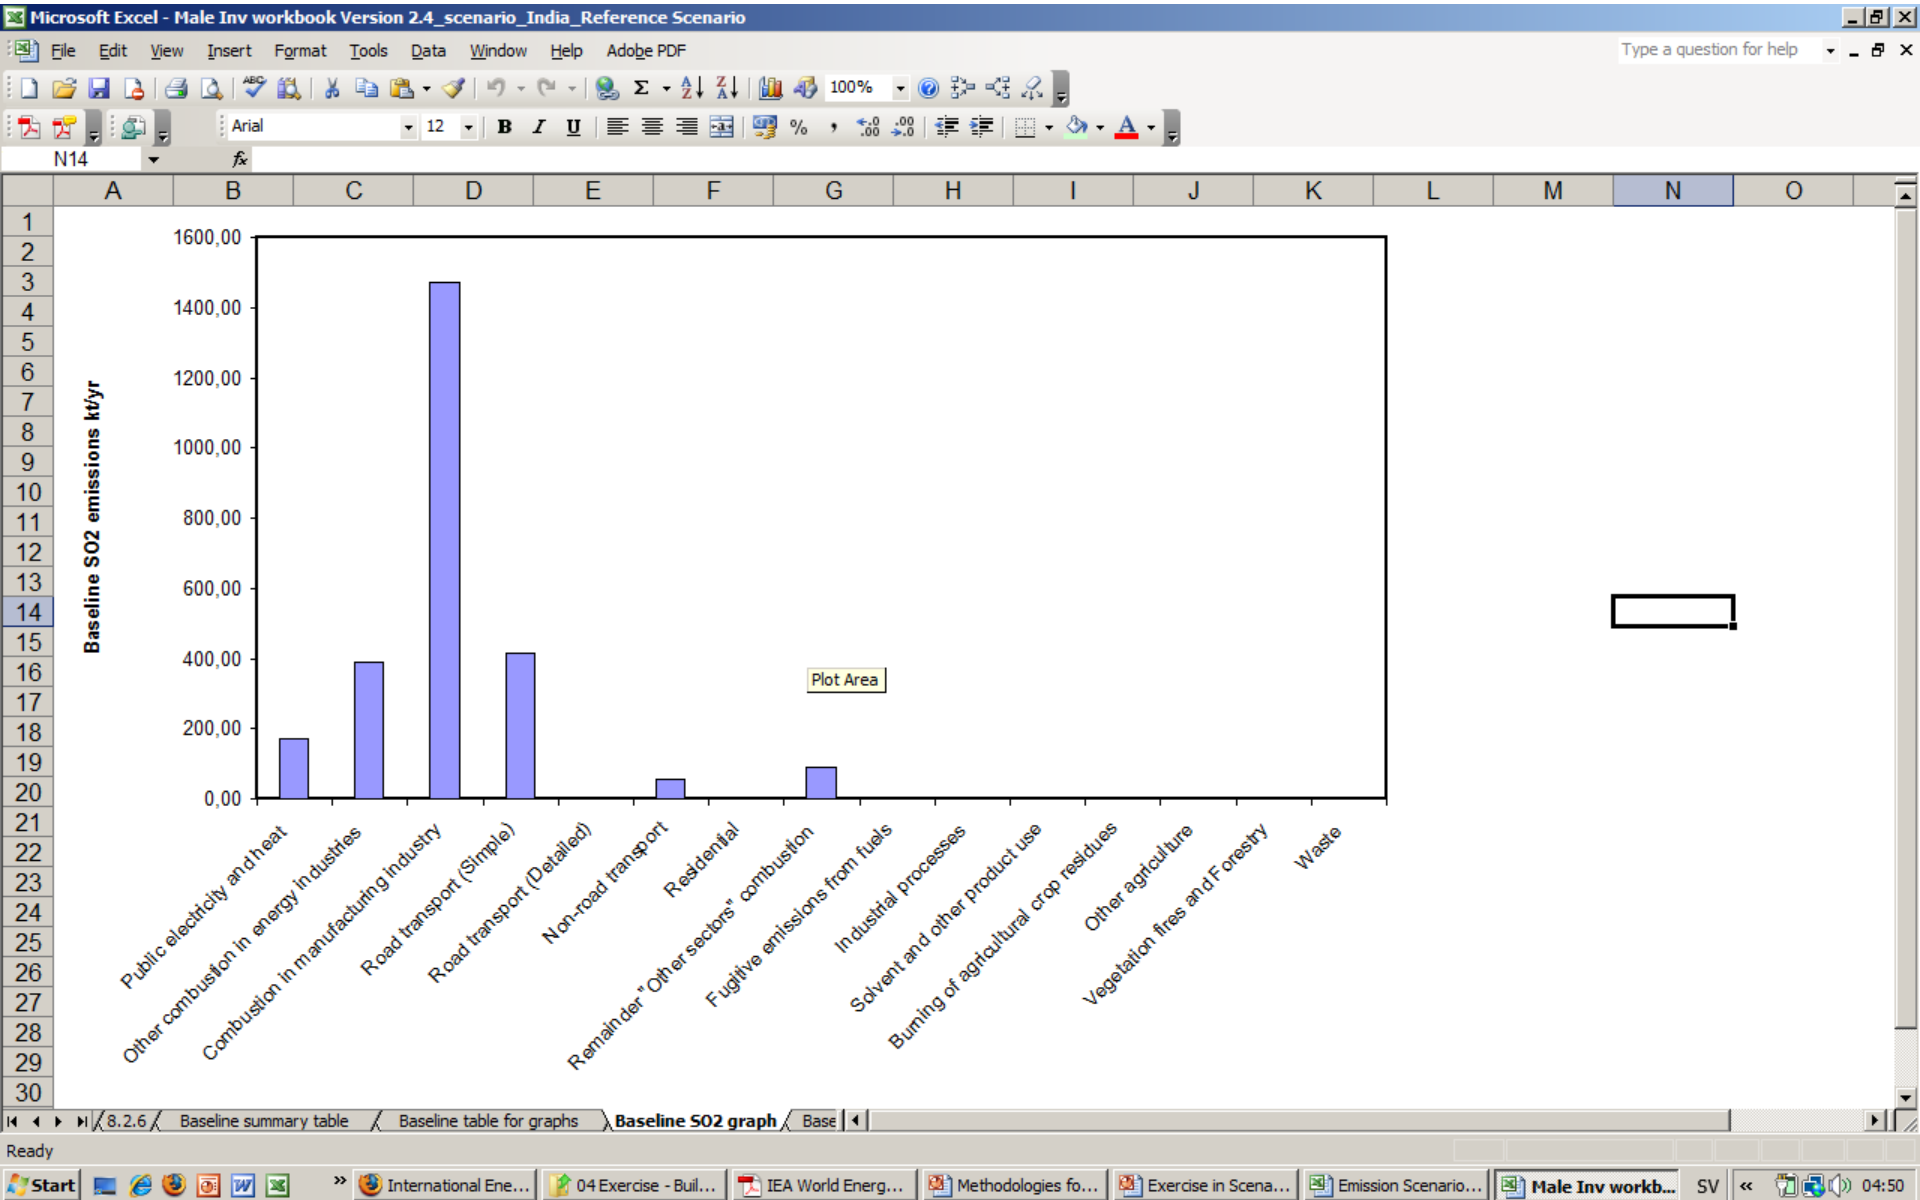 Microsoft Excel - Male Inv workbook Version 2.4_scenario_India_Reference Scenario
File Edit View Insert Format Tools Data Window Help Adobe PDF Type a question for help
100%
Arial 12 B I U
N14 fx
A B C D E F G H I J K L M N O
1
2
3
4
5
6
7
8
9
10
11
12
13
14
15
16
17
18
19
20
21
22
23
24
25
26
27
28
29
30
Baseline SO2 emissions kt/yr
1600,00
1400,00
1200,00
1000,00
800,00
600,00
400,00
200,00
0,00
Plot Area
Public electricity and heat
Other combustion in energy industries
Combustion in manufacturing industry
Road transport (Simple)
Road transport (Detailed)
Non-road transport
Residential
Remainder "Other sectors" combustion
Fugitive emissions from fuels
Industrial processes
Solvent and other product use
Burning of agricultural crop residues
Other agriculture
Vegetation fires and Forestry
Waste
8.2.6 Baseline summary table Baseline table for graphs Baseline SO2 graph Base
Ready
Start International Ene... 04 Exercise - Buil... IEA World Energ... Methodologies fo... Exercise in Scena... Emission Scenario... Male Inv workb... SV 04:50